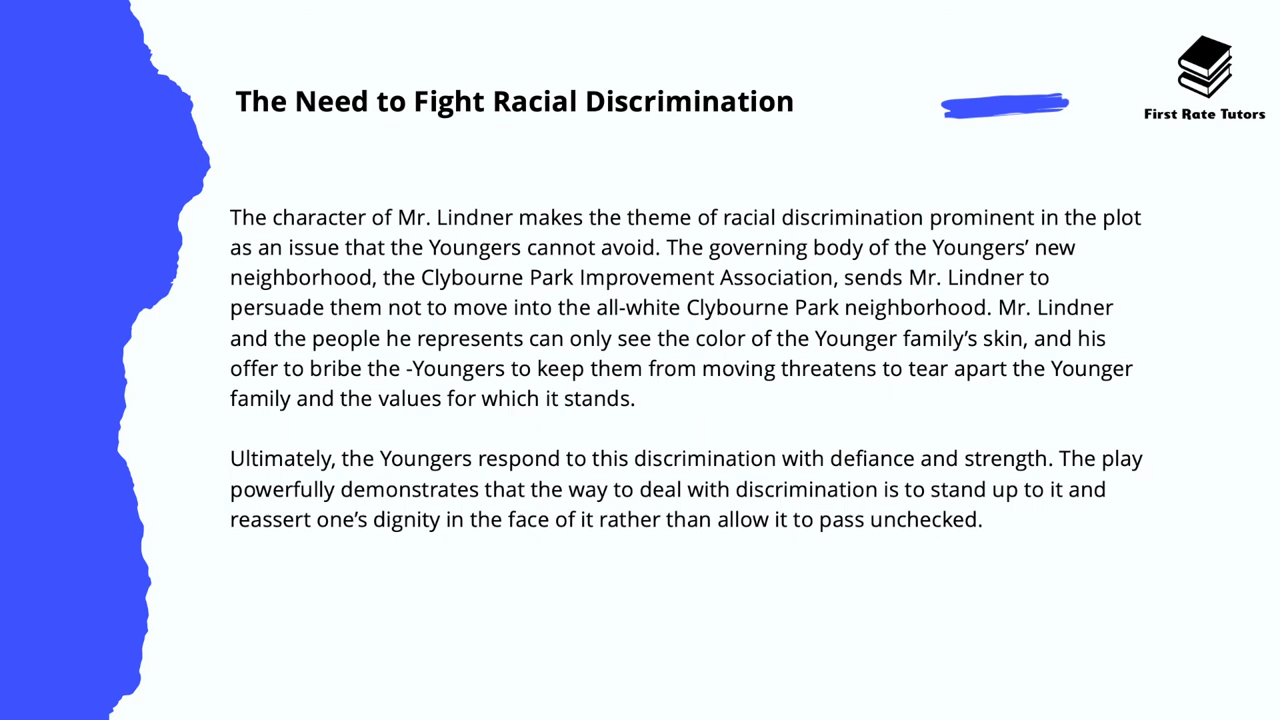 The Need to Fight Racial Discrimination
First Rate Tutors
The character of Mr. Lindner makes the theme of racial discrimination prominent in the plot
as an issue that the Youngers cannot avoid. The governing body of the Youngers’ new
neighborhood, the Clybourne Park Improvement Association, sends Mr. Lindner to
persuade them not to move into the all-white Clybourne Park neighborhood. Mr. Lindner
and the people he represents can only see the color of the Younger family’s skin, and his
offer to bribe the -Youngers to keep them from moving threatens to tear apart the Younger
family and the values for which it stands.
Ultimately, the Youngers respond to this discrimination with defiance and strength. The play
powerfully demonstrates that the way to deal with discrimination is to stand up to it and
reassert one’s dignity in the face of it rather than allow it to pass unchecked.